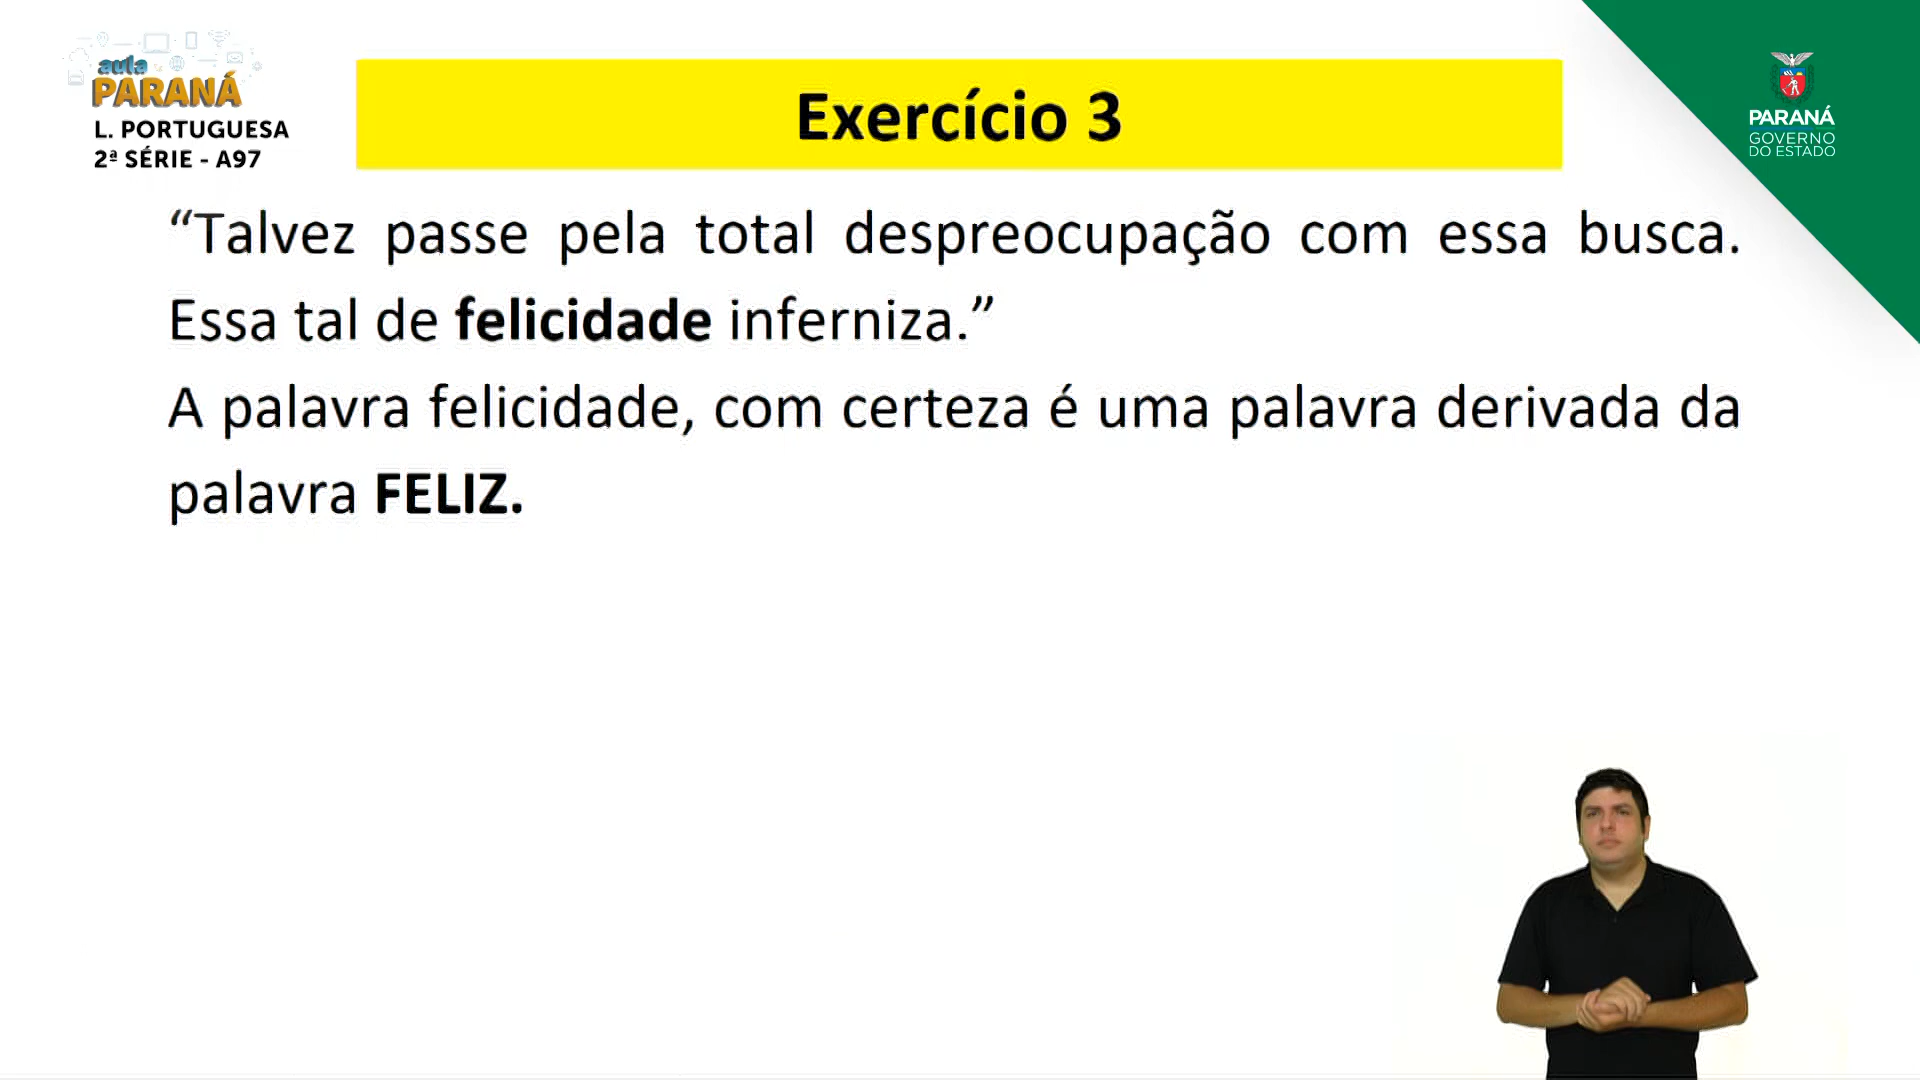 aula
PARANÁ
L. PORTUGUESA
2ª SÉRIE - A97
Exercício 3
PARANÁ
GOVERNO
DO ESTADO
“Talvez passe pela total despreocupação com essa busca.
Essa tal de felicidade inferniza.”
A palavra felicidade, com certeza é uma palavra derivada da
palavra FELIZ.